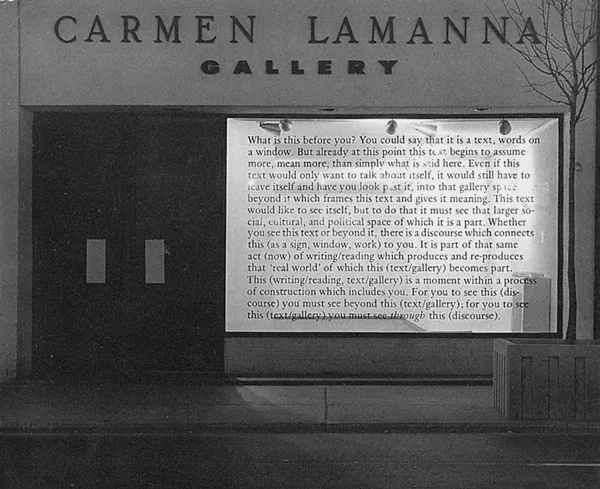 CARMEN LAMANNA
GALLERY
What is this before you? You could say that it is a text, words on
a window. But already at this point this text begins to assume
more, mean more, than simply what is said here. Even if this
text would only want to talk about itself, it would still have to
leave itself and have you look past it, into that gallery space
beyond it which frames this text and gives it meaning. This text
would like to see itself, but to do that it must see that larger so-
cial, cultural, and political space of which it is a part. Whether
you see this text or beyond it, there is a discourse which connects
this (as a sign, window, work) to you. It is part of that same
act (now) of writing/reading which produces and re-produces
that ‘real world’ of which this (text/gallery) becomes part.
This (writing/reading, text/gallery) is a moment within a process
of construction which includes you. For you to see this (dis-
course) you must see beyond this (text/gallery); for you to see
this (text/gallery) you must see through this (discourse).